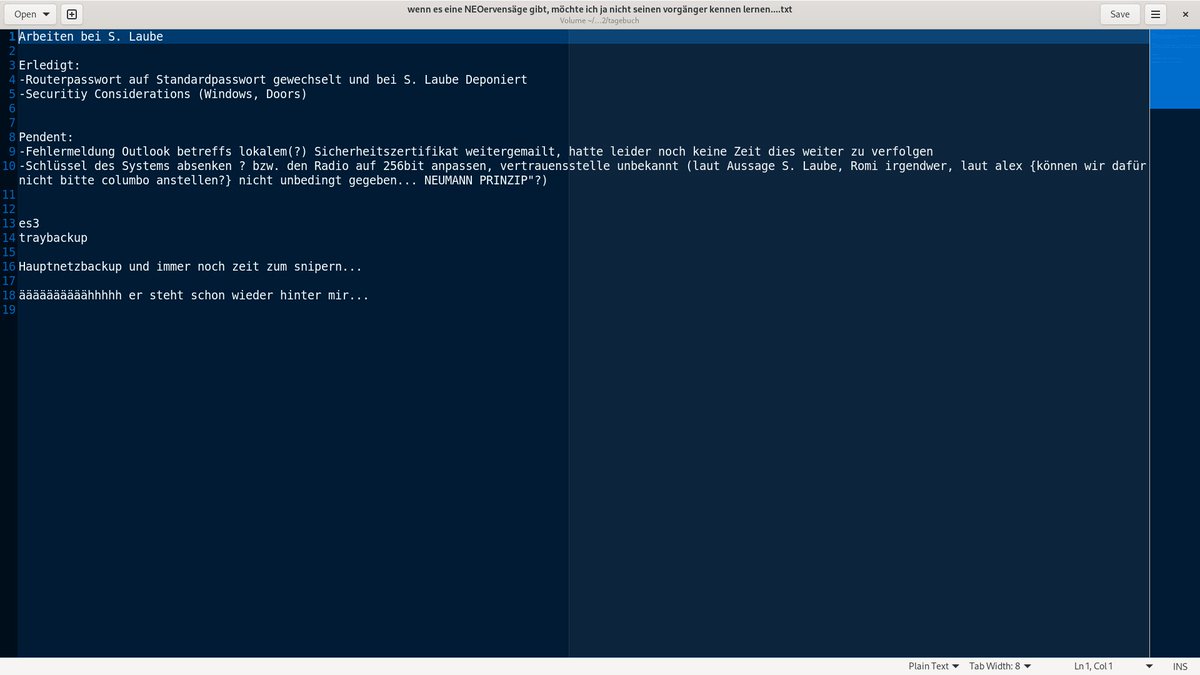 Open
wenn es eine NEOervensäge gibt, möchte ich ja nicht seinen vorgänger kennen lernen....txt
Volume ~/...2/tagebuch
Save
1 Arbeiten bei S. Laube
2
3 Erledigt:
4 -Routerpasswort auf Standardpasswort gewechselt und bei S. Laube Deponiert
5 -Securitiy Considerations (Windows, Doors)
6
7
8 Pendent:
9 -Fehlermeldung Outlook betreffs lokalem(?) Sicherheitszertifikat weitergemailt, hatte leider noch keine Zeit dies weiter zu verfolgen
10 -Schlüssel des Systems absenken ? bzw. den Radio auf 256bit anpassen, vertrauensstelle unbekannt (laut Aussage S. Laube, Romi irgendwer, laut alex {können wir dafür
nicht bitte columbo anstellen?} nicht unbedingt gegeben... NEUMANN PRINZIP"?)
11
12
13 es3
14 traybackup
15
16 Hauptnetzbackup und immer noch zeit zum snipern...
17
18 äääääääääähhhhh er steht schon wieder hinter mir...
19
Plain Text
Tab Width: 8
Ln 1, Col 1
INS